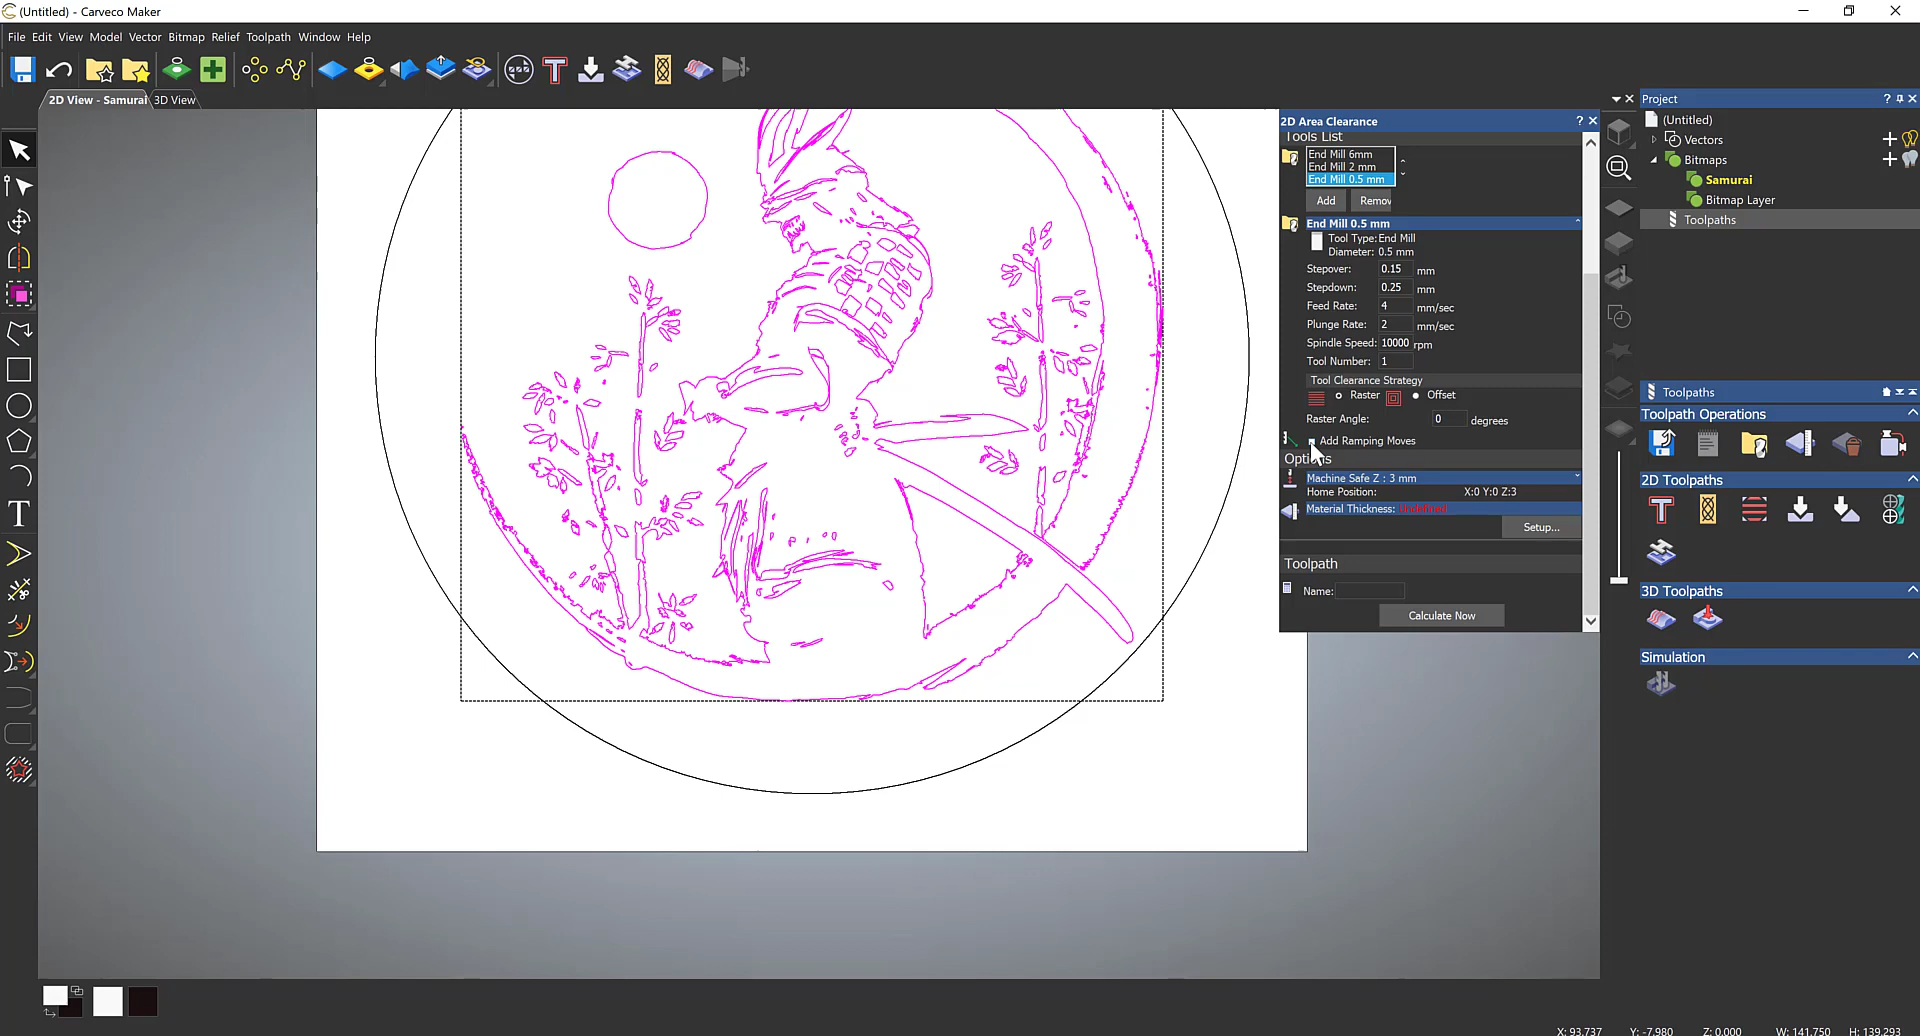 (Untitled) - Carveco Maker
File Edit View Model Vector Bitmap Relief Toolpath Window Help
2D View - Samurai 3D View
2D Area Clearance
Tools List
End Mill 6mm
End Mill 2 mm
End Mill 0.5 mm
Add Remov
End Mill 0.5 mm
Tool Type: End Mill
Diameter: 0.5 mm
Stepover: 0.15 mm
Stepdown: 0.25 mm
Feed Rate: 4 mm/sec
Plunge Rate: 2 mm/sec
Spindle Speed: 10000 rpm
Tool Number: 1
Tool Clearance Strategy
Raster Offset
Raster Angle: 0 degrees
Add Ramping Moves
Options
Machine Safe Z : 3 mm
Home Position: X:0 Y:0 Z:3
Material Thickness: Undefined
Setup...
Toolpath
Name:
Calculate Now
Project
(Untitled)
Vectors
Bitmaps
Samurai
Bitmap Layer
Toolpaths
Toolpaths
Toolpath Operations
2D Toolpaths
3D Toolpaths
Simulation
X: 93.737 Y: -7.980 Z: 0.000 W: 141.750 H: 139.293